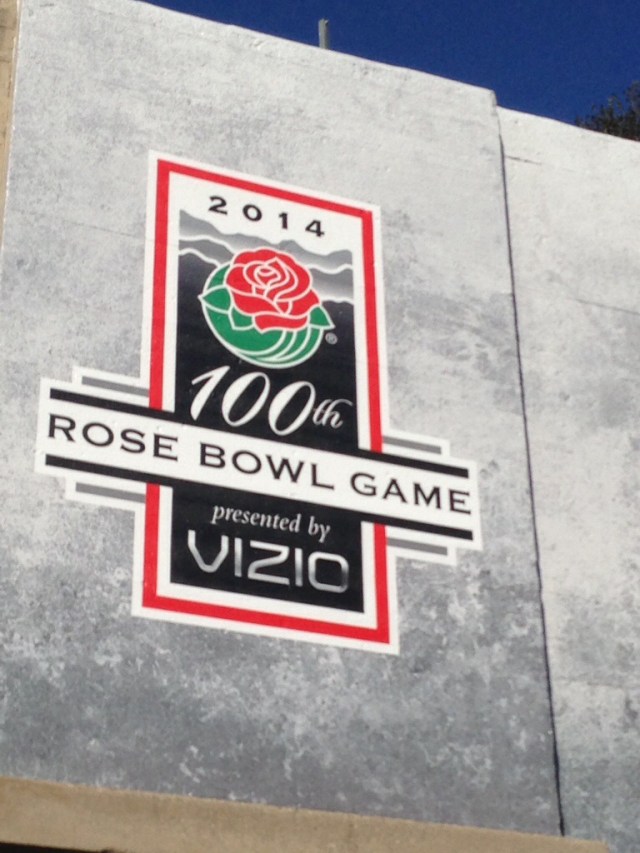 2014
®
100th
ROSE BOWL GAME
presented by
VIZIO